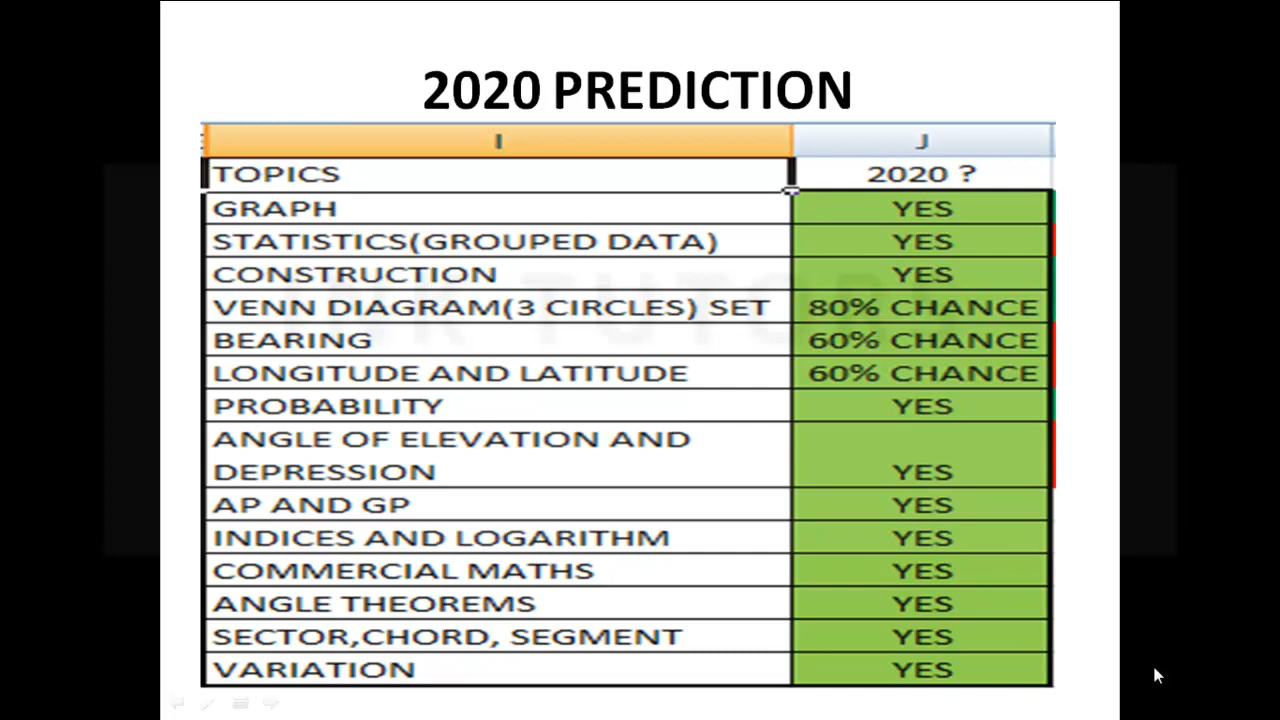 2020 PREDICTION
I J
TOPICS 2020 ?
GRAPH YES
STATISTICS(GROUPED DATA) YES
CONSTRUCTION YES
VENN DIAGRAM(3 CIRCLES) SET 80% CHANCE
BEARING 60% CHANCE
LONGITUDE AND LATITUDE 60% CHANCE
PROBABILITY YES
ANGLE OF ELEVATION AND
DEPRESSION YES
AP AND GP YES
INDICES AND LOGARITHM YES
COMMERCIAL MATHS YES
ANGLE THEOREMS YES
SECTOR,CHORD, SEGMENT YES
VARIATION YES